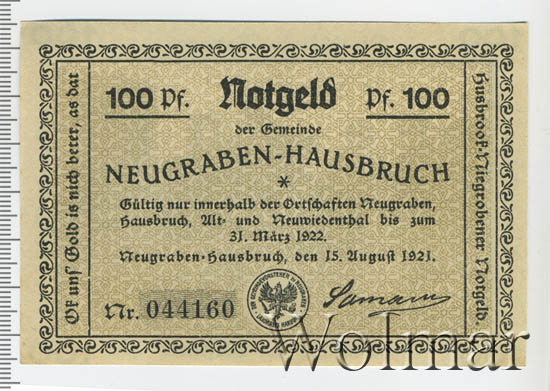 100 Pf. Notgeld Pf. 100
der Gemeinde
NEUGRABEN-HAUSBRUCH
*
Gültig nur innerhalb der Ortschaften Neugraben,
Hausbruch, Alt- und Neuwiedenthal bis zum
31. März 1922.
Neugraben-Hausbruch, den 15. August 1921.
Nr. 044160
Ok uns' Gold is nich beter, as dat
Husbrook-Niegrobener Notgeld
Wolmar